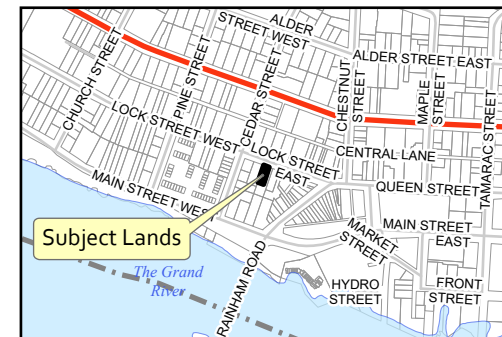 ALDER
STREET WEST
ALDER STREET EAST
CHURCH STREET
PINE STREET
CEDAR STREET
CHESTNUT
STREET
MAPLE
STREET
TAMARAC STREET
LOCK STREET WEST
LOCK STREET
EAST
CENTRAL LANE
QUEEN STREET
MAIN STREET WEST
MAIN STREET
EAST
MARKET
STREET
Subject Lands
The Grand
River
RAINHAM ROAD
HYDRO
STREET
FRONT
STREET